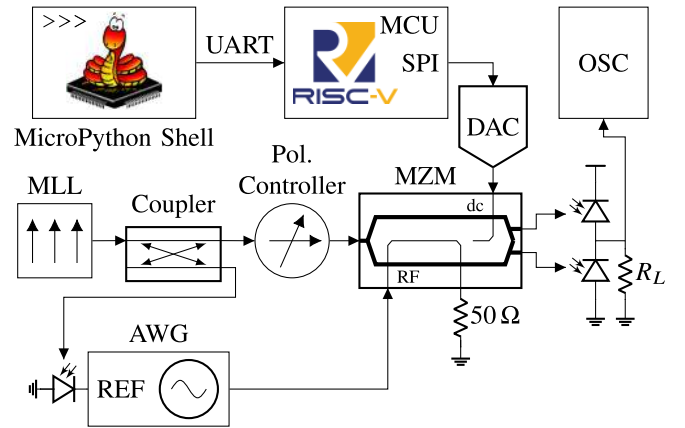 >>>
MicroPython Shell
UART
MCU
SPI
RISC-V
DAC
OSC
MLL
Coupler
Pol.
Controller
MZM
dc
RF
50 Ω
R_L
AWG
REF